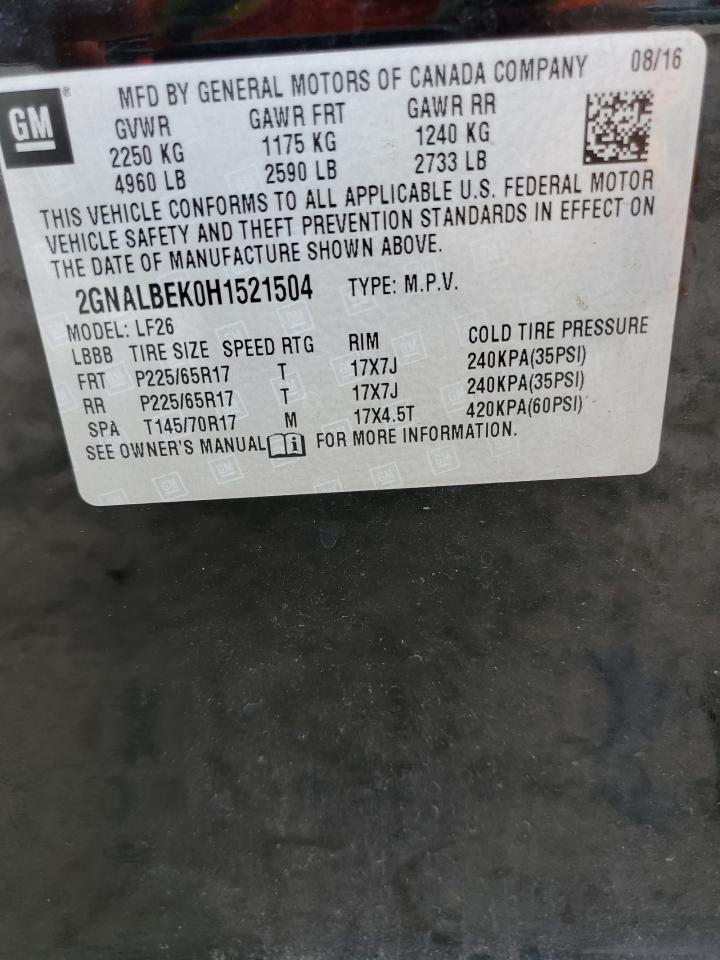 GM®
MFD BY GENERAL MOTORS OF CANADA COMPANY 08/16
GVWR GAWR FRT GAWR RR
2250 KG 1175 KG 1240 KG
4960 LB 2590 LB 2733 LB
THIS VEHICLE CONFORMS TO ALL APPLICABLE U.S. FEDERAL MOTOR
VEHICLE SAFETY AND THEFT PREVENTION STANDARDS IN EFFECT ON
THE DATE OF MANUFACTURE SHOWN ABOVE.
2GNALBEK0H1521504 TYPE: M.P.V.
MODEL: LF26
LBBB TIRE SIZE SPEED RTG RIM COLD TIRE PRESSURE
FRT P225/65R17 T 17X7J 240KPA(35PSI)
RR P225/65R17 T 17X7J 240KPA(35PSI)
SPA T145/70R17 M 17X4.5T 420KPA(60PSI)
SEE OWNER'S MANUAL FOR MORE INFORMATION.